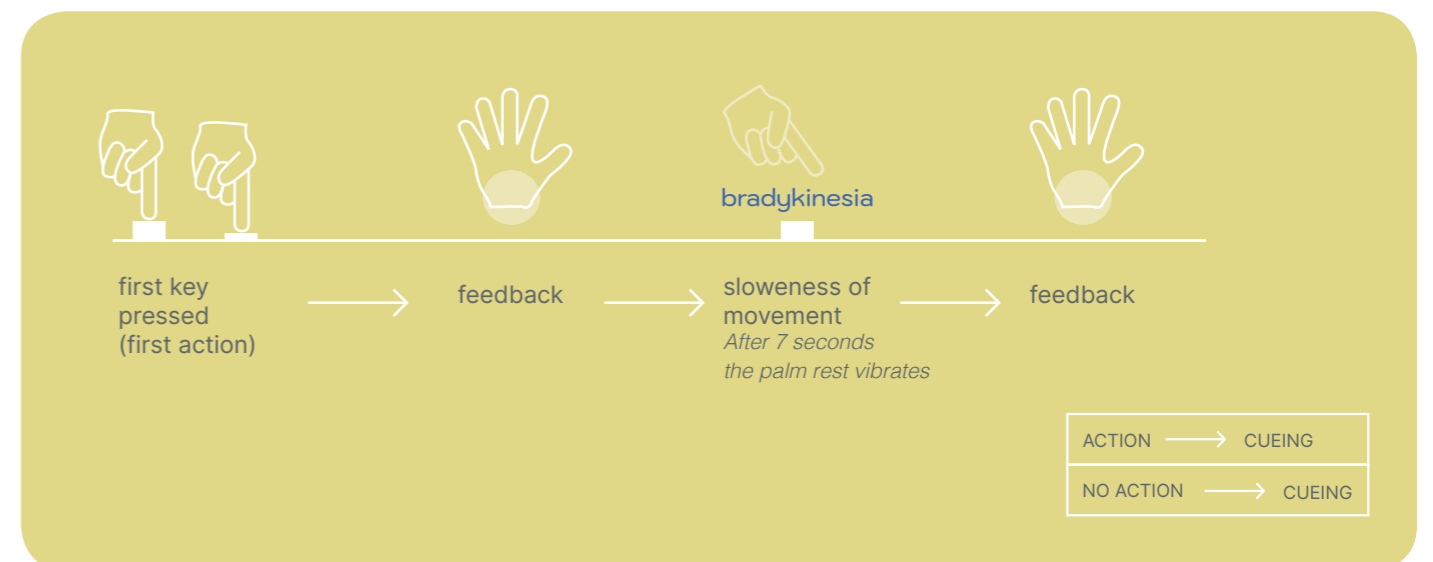 bradykinesia
first key
pressed
(first action)
feedback
sloweness of
movement
After 7 seconds
the palm rest vibrates
feedback
ACTION CUEING
NO ACTION CUEING